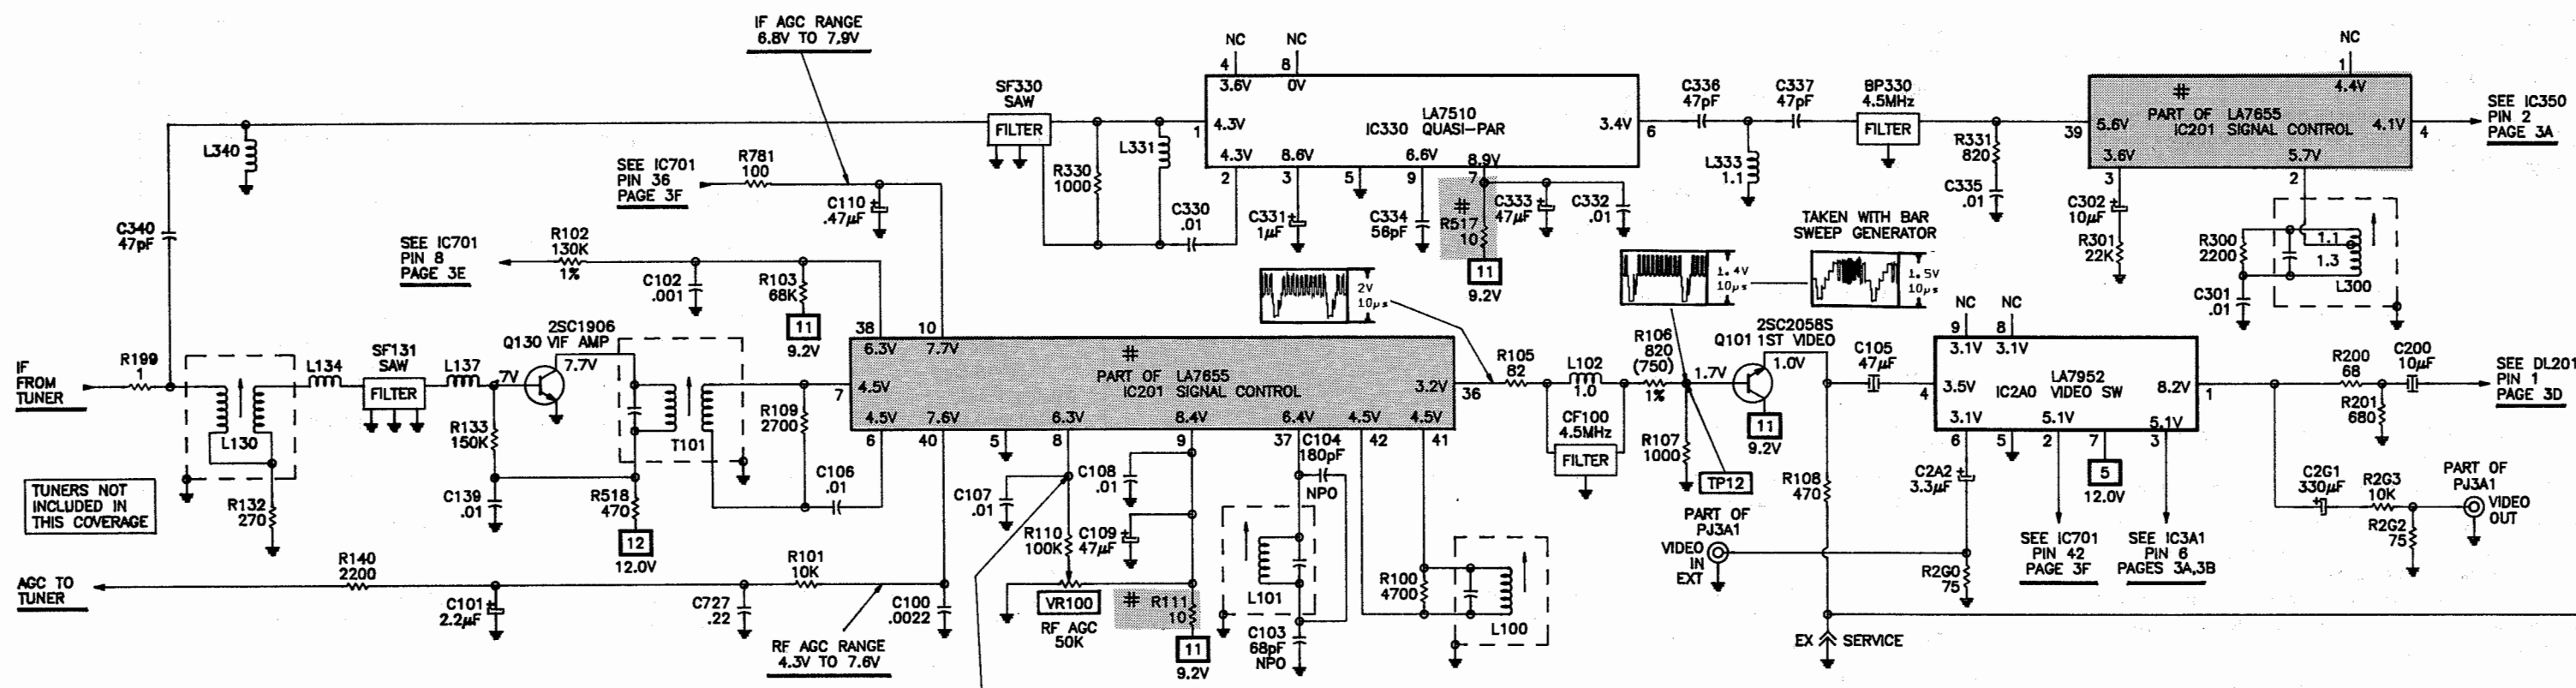 IF AGC RANGE
6.8V TO 7.9V
NC
NC
4
8
3.6V
0V
LA7510
IC330 QUASI-PAR
1
4.3V
3.4V
6
4.3V
8.6V
6.6V
8.9V
2
3
5
9
7
SF330
SAW
FILTER
L340
C340
47pF
SEE IC701
PIN 36
PAGE 3F
R781
100
C110
.47µF
R330
1000
L331
C330
.01
C331
1µF
C334
56pF
#
R517
10
11
9.2V
C333
47µF
C332
.01
C336
47pF
C337
47pF
L333
1.1
BP330
4.5MHz
FILTER
R331
820
C335
.01
NC
1
4.4V
#
PART OF LA7655
IC201 SIGNAL CONTROL
39
5.6V
4.1V
4
3.6V
5.7V
3
2
SEE IC350
PIN 2
PAGE 3A
C302
10µF
R301
22K
R300
2200
C301
.01
1.1
1.3
L300
SEE IC701
PIN 8
PAGE 3E
R102
130K
1%
C102
.001
R103
68K
11
9.2V
2V
10µs
1.4V
10µs
TAKEN WITH BAR
SWEEP GENERATOR
1.5V
10µs
IF
FROM
TUNER
R199
1
L130
R132
270
L134
SF131
SAW
FILTER
L137
2SC1906
Q130 VIF AMP
.7V
7.7V
R133
150K
C139
.01
R518
470
12
12.0V
T101
R109
2700
C106
.01
38
10
6.3V
7.7V
#
PART OF LA7655
IC201 SIGNAL CONTROL
7
4.5V
3.2V
36
4.5V
7.6V
6.3V
8.4V
6.4V
4.5V
4.5V
6
40
5
8
9
37
42
41
C107
.01
C108
.01
R110
100K
C109
47µF
VR100
RF AGC
50K
#
R111
10
11
9.2V
C104
180pF
NPO
L101
C103
68pF
NPO
R100
4700
L100
R105
82
L102
1.0
CF100
4.5MHz
FILTER
R106
820
(750)
1%
R107
1000
TP12
1.7V
2SC2058S
Q101 1ST VIDEO
1.0V
11
9.2V
R108
470
C105
47µF
NC
NC
9
8
3.1V
3.1V
LA7952
IC2A0 VIDEO SW
4
3.5V
8.2V
1
3.1V
5.1V
5.1V
6
5
2
7
3
5
12.0V
C2A2
3.3µF
PART OF
PJ3A1
VIDEO
IN
EXT
R2G0
75
SEE IC701
PIN 42
PAGE 3F
SEE IC3A1
PIN 6
PAGES 3A,3B
EX SERVICE
R200
68
C200
10µF
R201
680
SEE DL201
PIN 1
PAGE 3D
C2G1
330µF
R2G3
10K
R2G2
75
PART OF
PJ3A1
VIDEO
OUT
TUNERS NOT
INCLUDED IN
THIS COVERAGE
AGC TO
TUNER
R140
2200
C101
2.2µF
C727
.22
R101
10K
C100
.0022
RF AGC RANGE
4.3V TO 7.6V